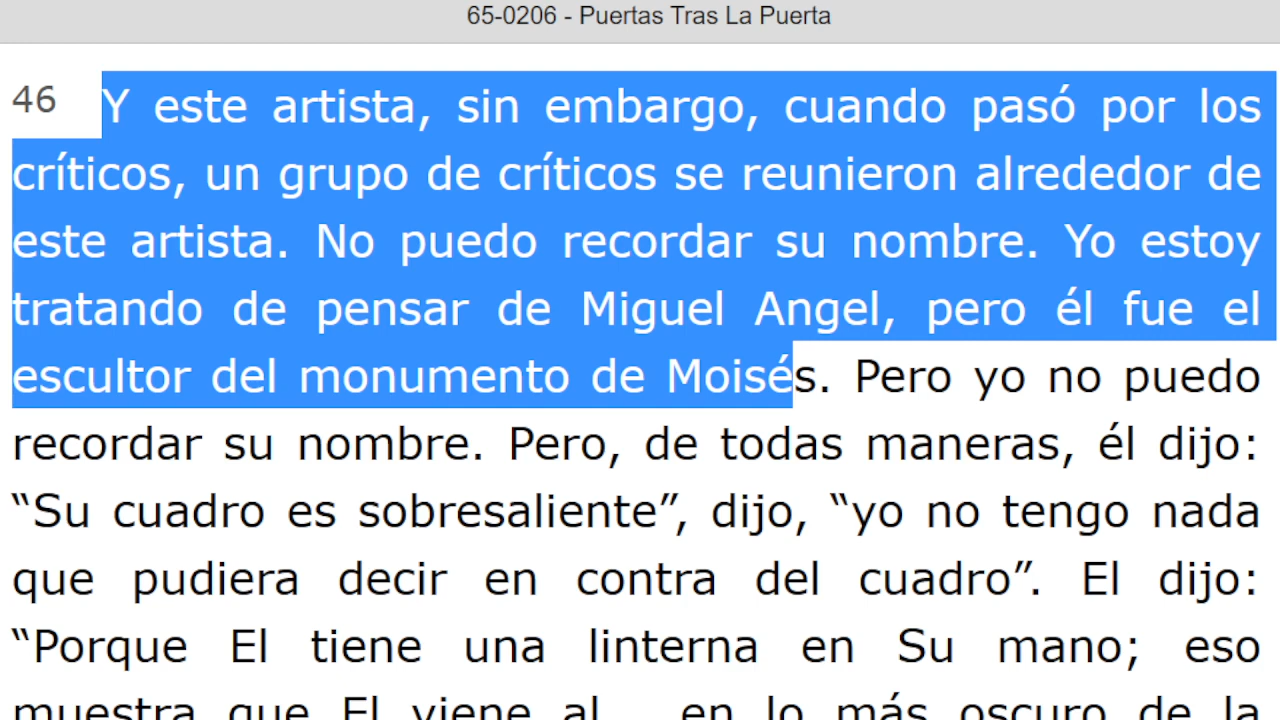 65-0206 - Puertas Tras La Puerta
46 Y este artista, sin embargo, cuando pasó por los
críticos, un grupo de críticos se reunieron alrededor de
este artista. No puedo recordar su nombre. Yo estoy
tratando de pensar de Miguel Angel, pero él fue el
escultor del monumento de Moisés. Pero yo no puedo
recordar su nombre. Pero, de todas maneras, él dijo:
“Su cuadro es sobresaliente”, dijo, “yo no tengo nada
que pudiera decir en contra del cuadro”. El dijo:
“Porque El tiene una linterna en Su mano; eso
muestra que El viene al... en lo más oscuro de la